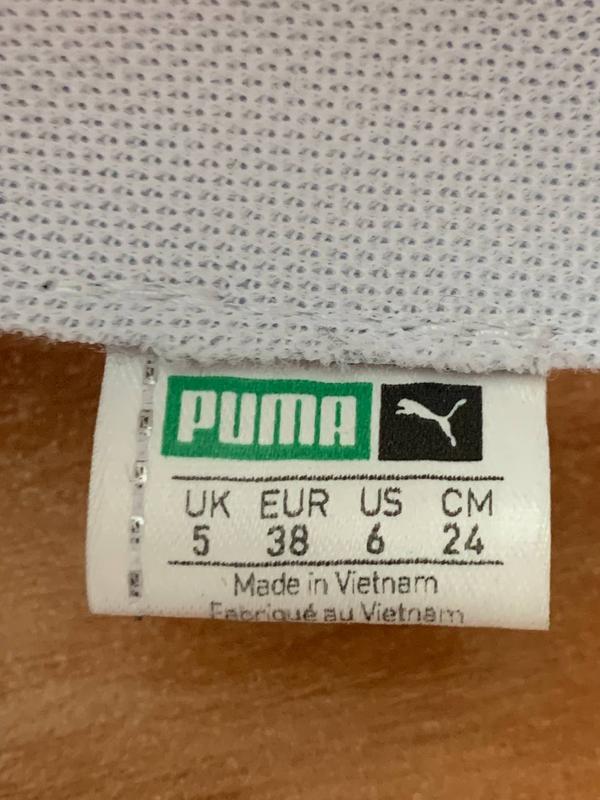 PUMA
UK EUR US CM
5 38 6 24
Made in Vietnam
Fabriqué au Vietnam